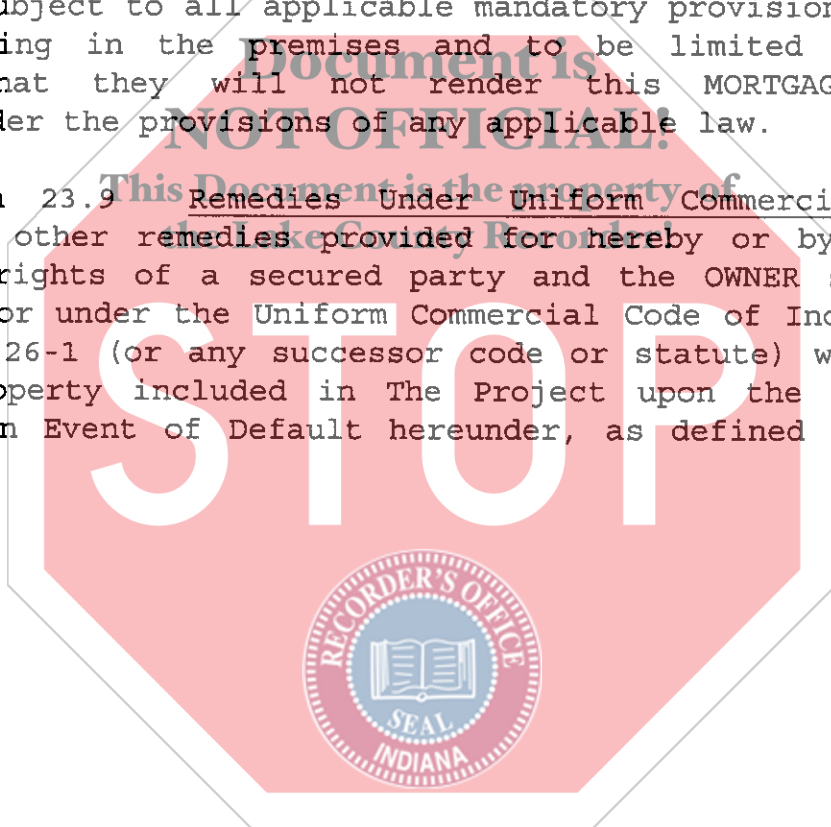 ubject to all applicable mandatory provision
ing in the premises and to be limited
hat they will not render this MORTGAG
er the provisions of any applicable law.
23.9 Remedies Under Uniform Commerci
other remedies provided for hereby or by
rights of a secured party and the OWNER
or under the Uniform Commercial Code of Ind
26-1 (or any successor code or statute) w
perty included in The Project upon the
n Event of Default hereunder, as defined
Document is
NOT OFFICIAL!
This Document is the property of
the Lake County Recorder!
STOP
RECORDER'S OFFICE
SEAL
INDIANA